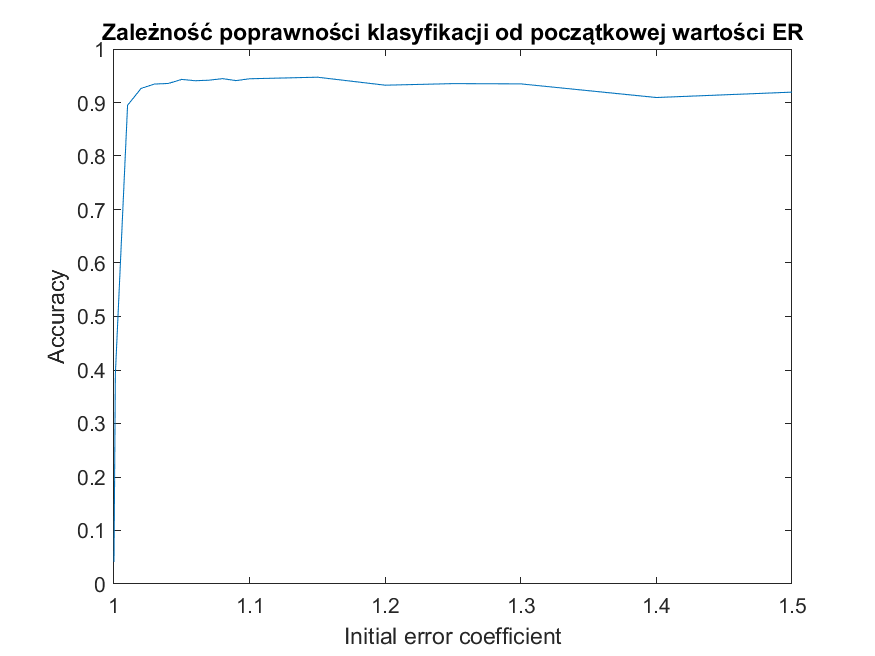 Zależność poprawności klasyfikacji od początkowej wartości ER
1
0.9
0.8
0.7
0.6
0.5
0.4
0.3
0.2
0.1
0
Accuracy
1 1.1 1.2 1.3 1.4 1.5
Initial error coefficient